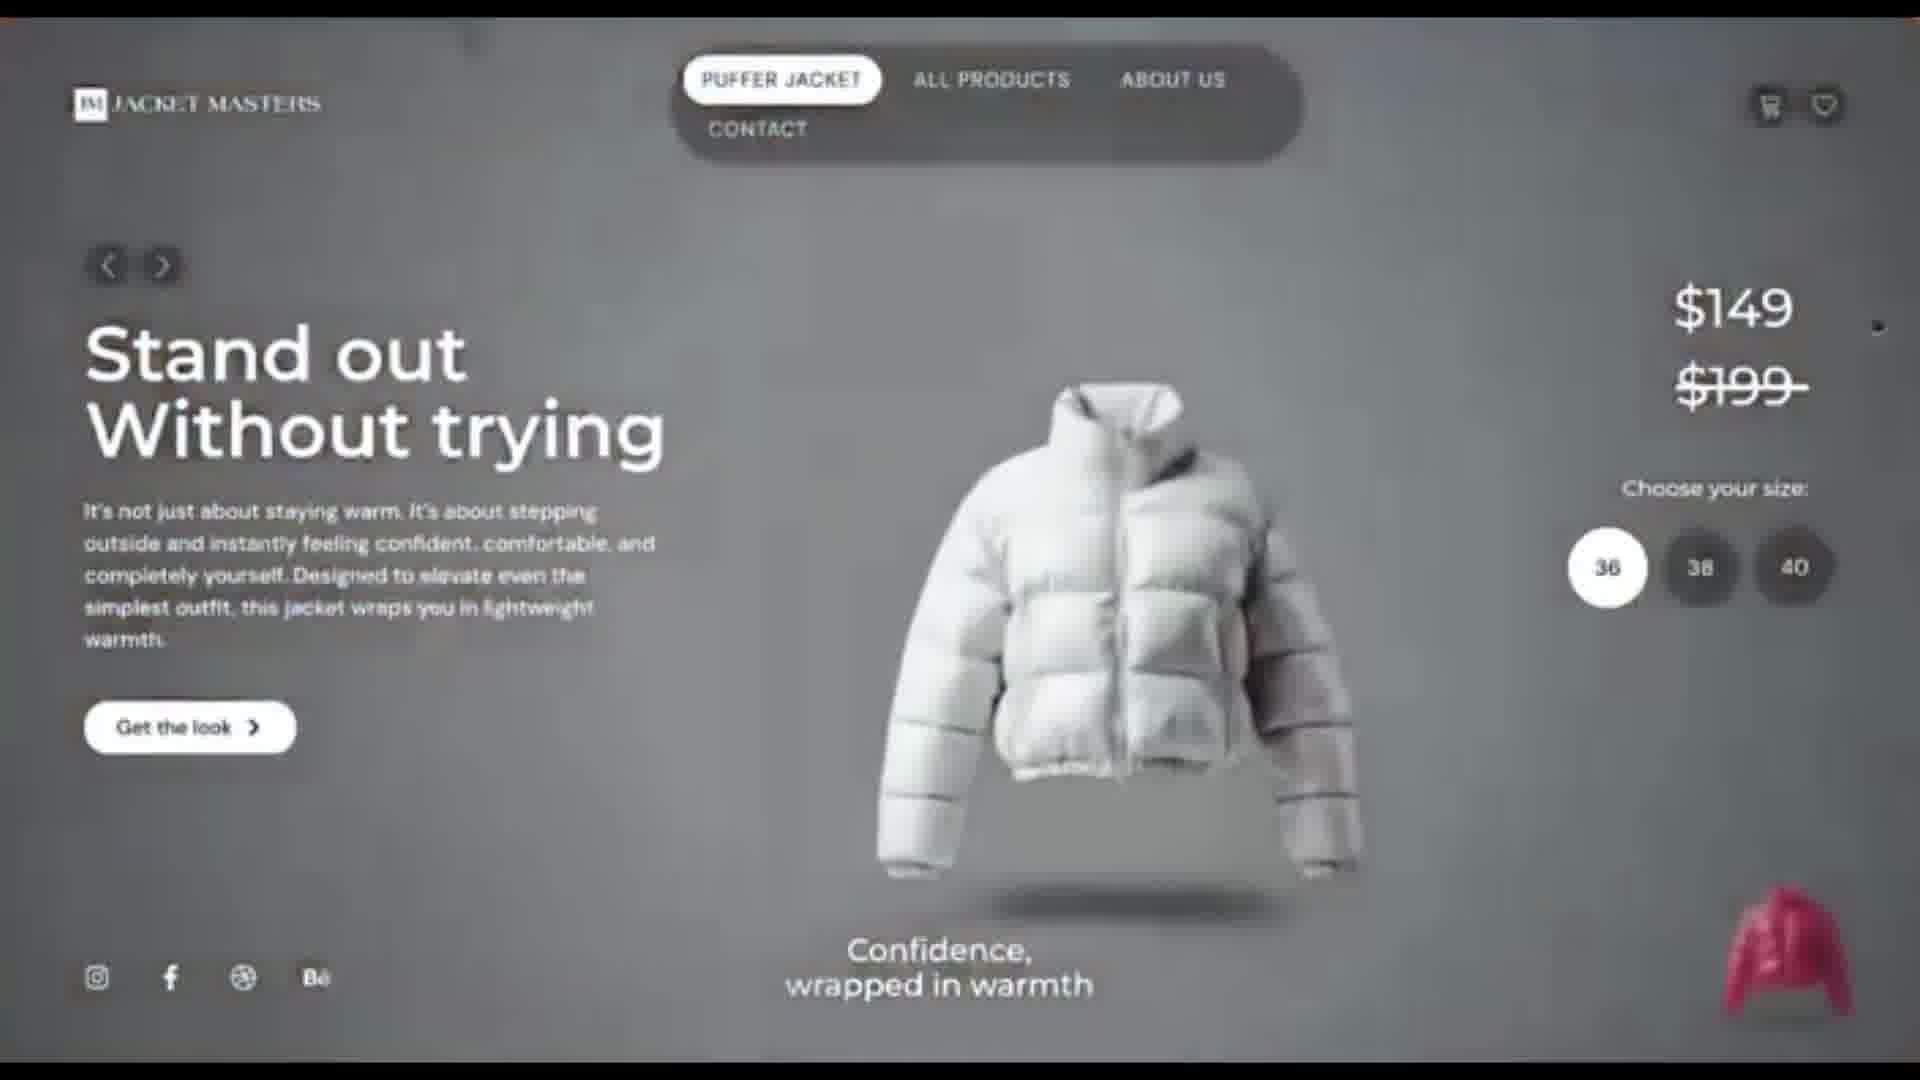 JM JACKET MASTERS
PUFFER JACKET ALL PRODUCTS ABOUT US
CONTACT
Stand out
Without trying
It's not just about staying warm. It's about stepping
outside and instantly feeling confident, comfortable, and
completely yourself. Designed to elevate even the
simplest outfit, this jacket wraps you in lightweight
warmth.
Get the look
$149
$199
Choose your size:
36 38 40
Confidence,
wrapped in warmth
Bē